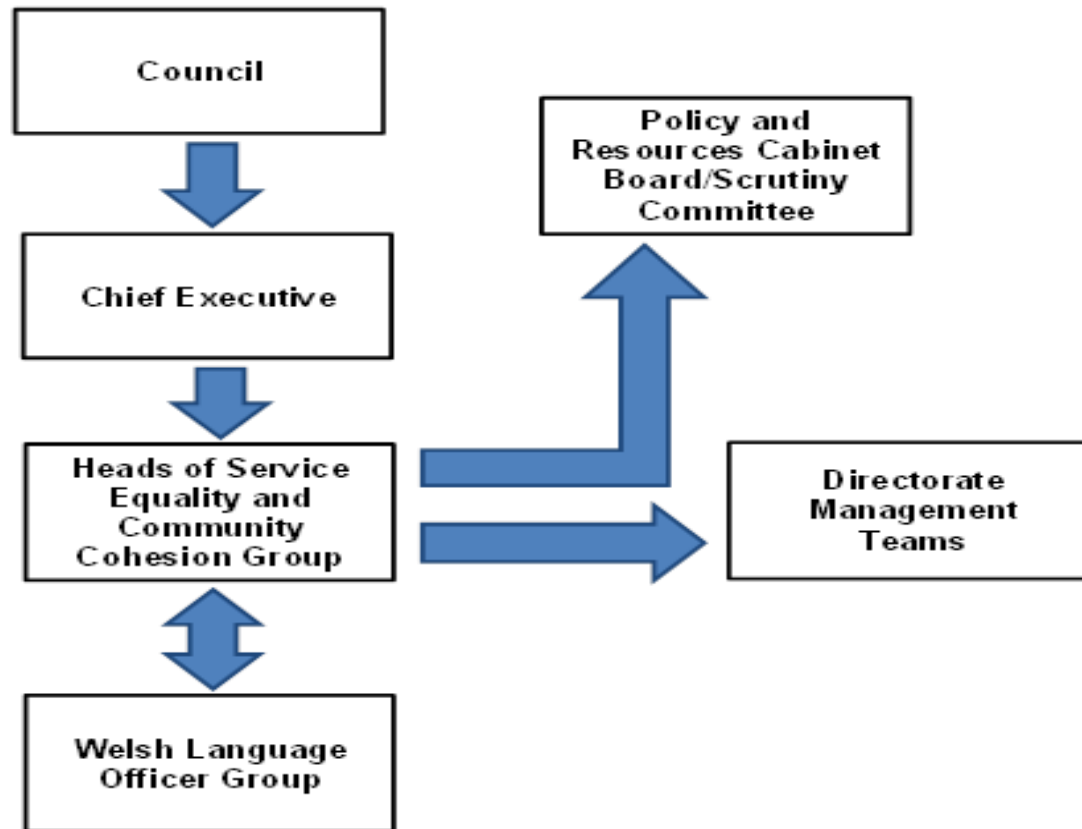 Council
Policy and
Resources Cabinet
Board/Scrutiny
Committee
Chief Executive
Heads of Service
Equality and
Community
Cohesion Group
Directorate
Management
Teams
Welsh Language
Officer Group